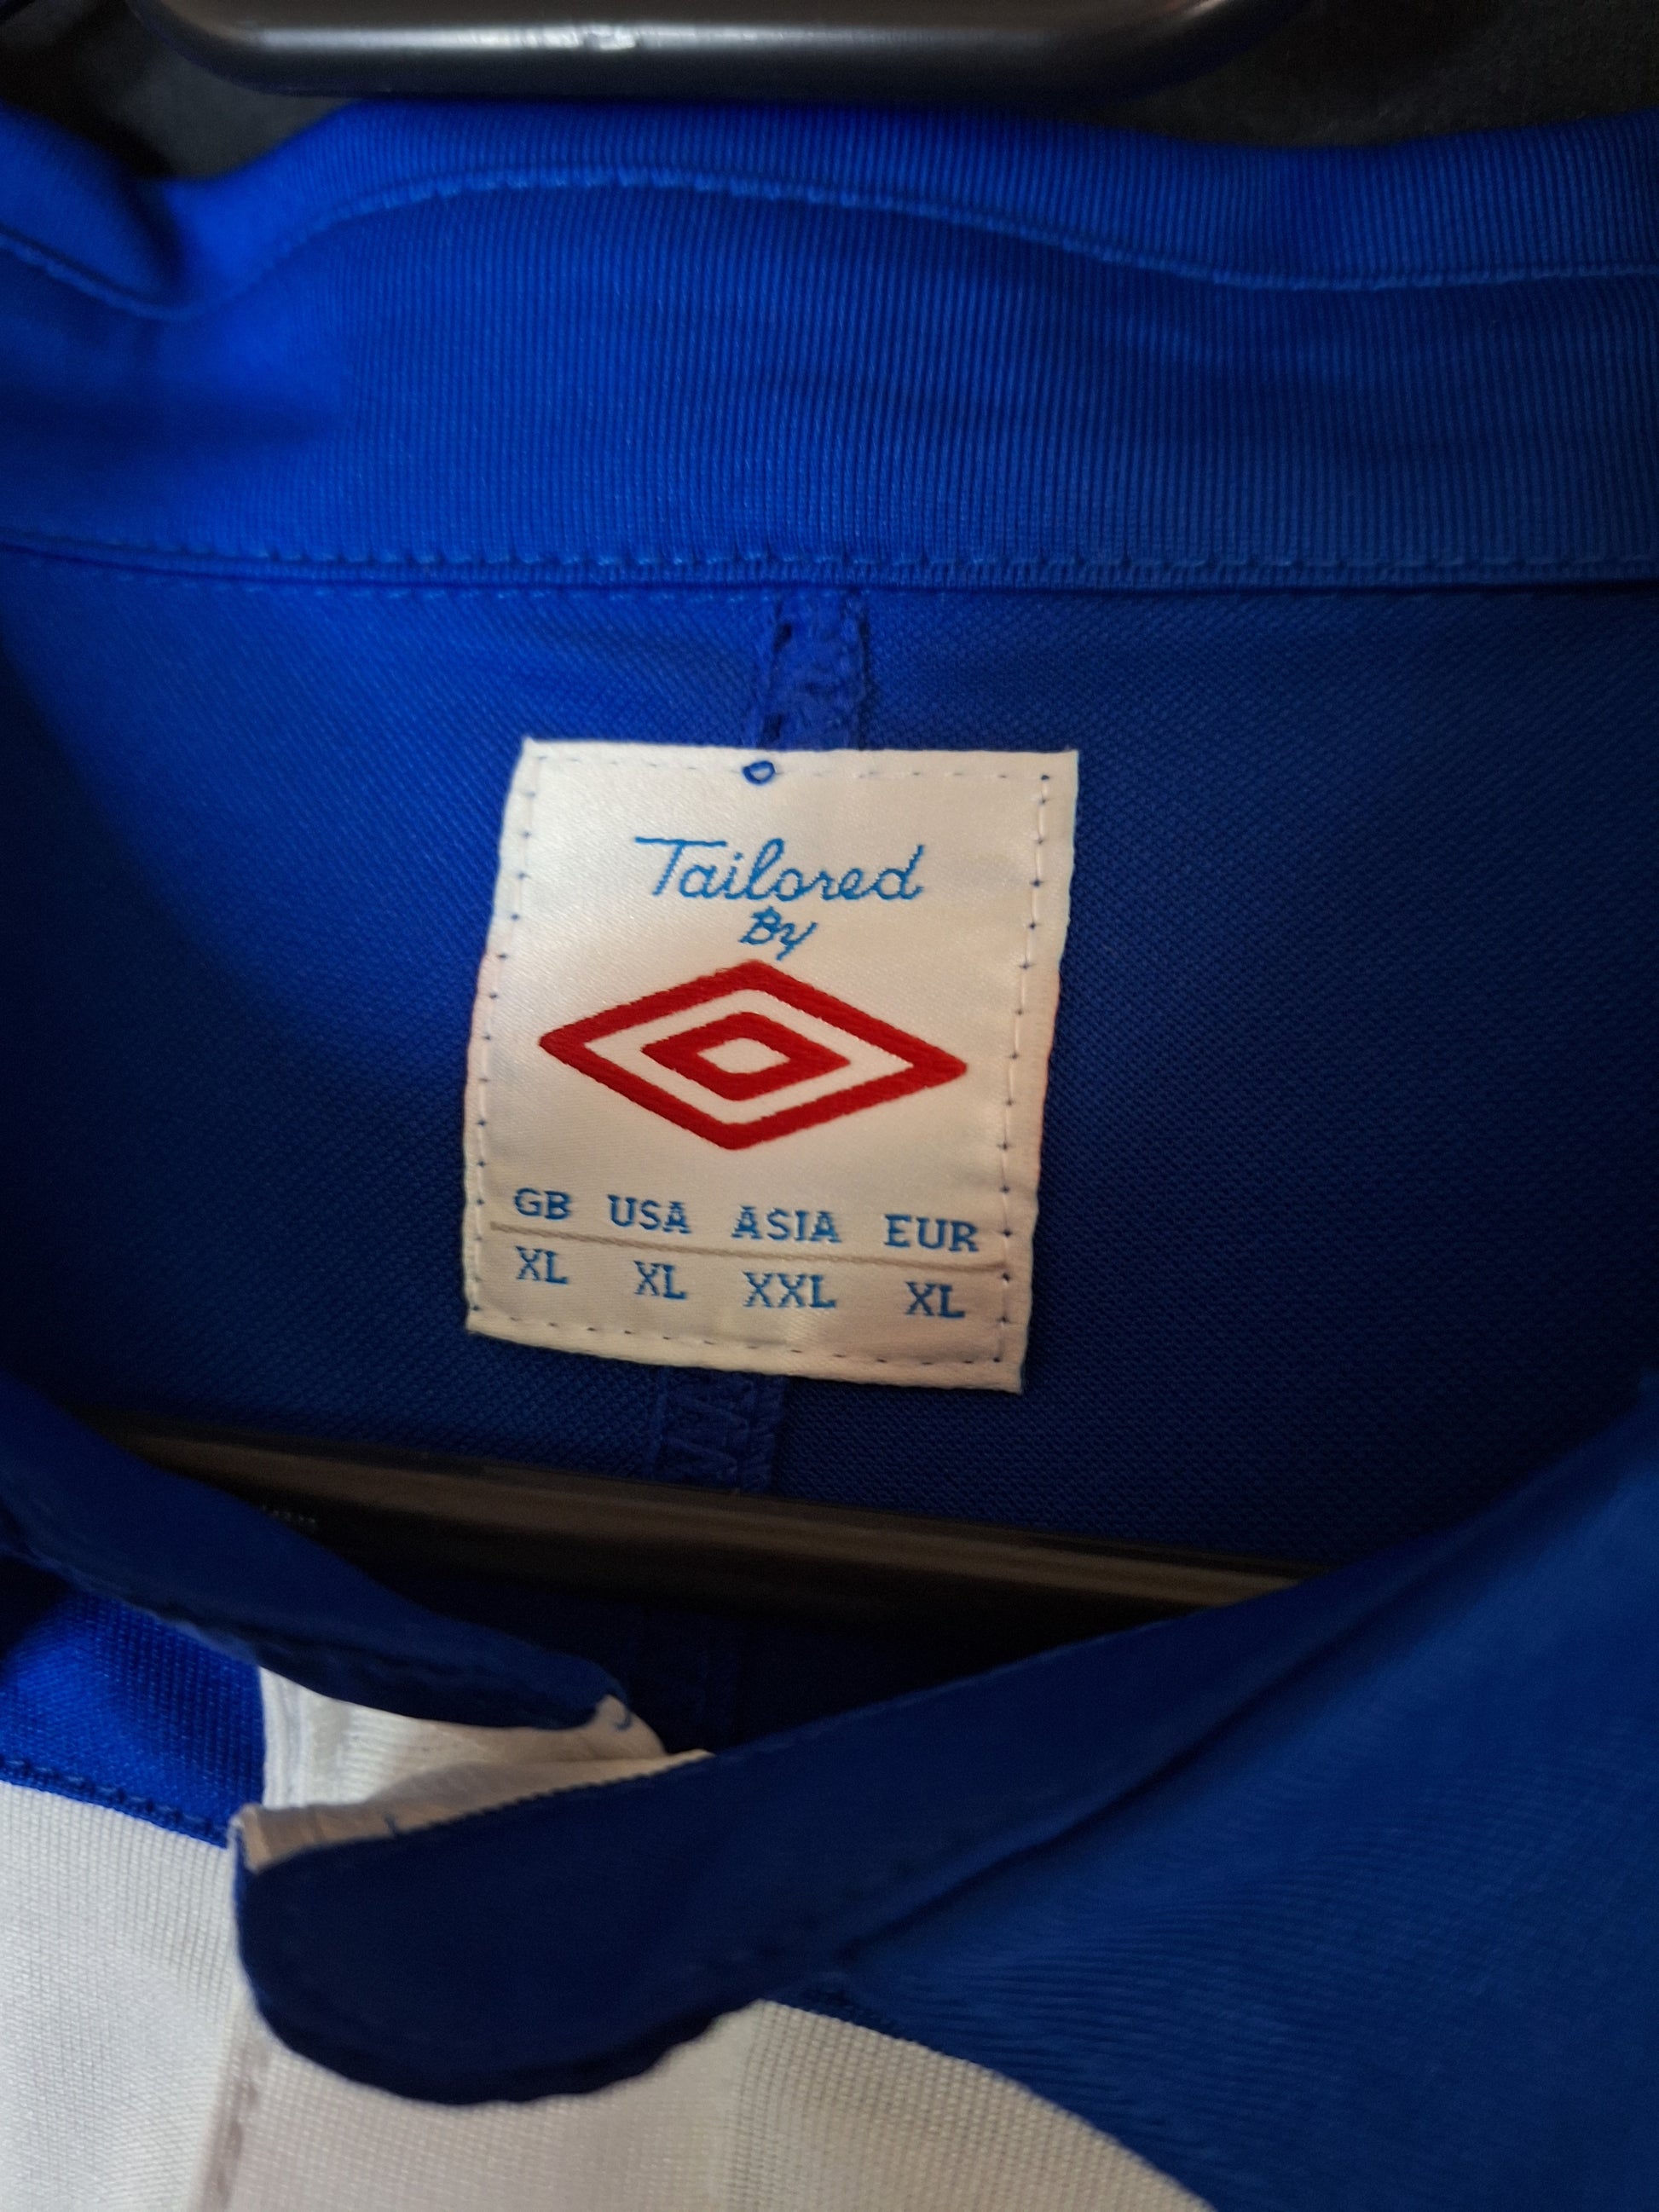 Tailored
By
GB USA ASIA EUR
XL XL XXL XL